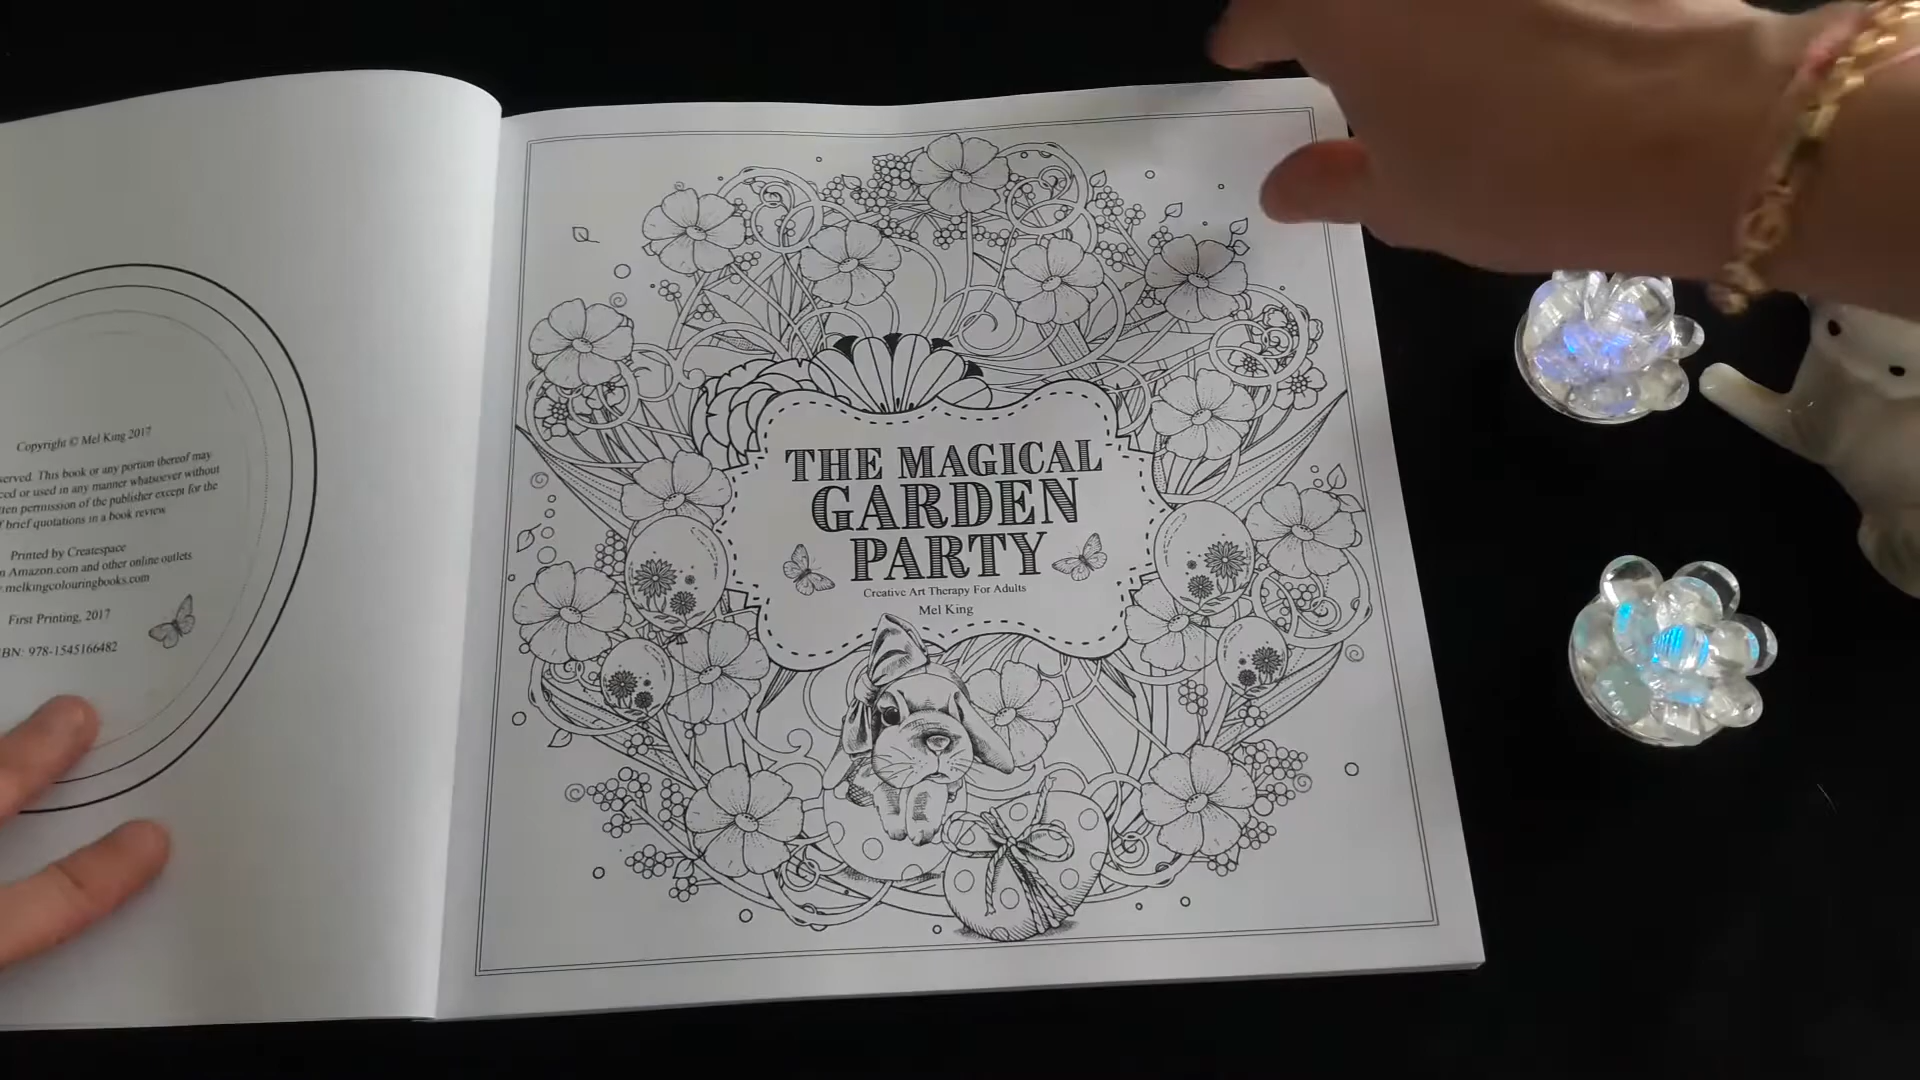 Copyright © Mel King 2017
served. This book or any portion thereof may
ced or used in any manner whatsoever without
tten permission of the publisher except for the
f brief quotations in a book review
Printed by Createspace
n Amazon.com and other online outlets
.melkingcolouringbooks.com
First Printing, 2017
BN: 978-1545166482
THE MAGICAL
GARDEN
PARTY
Creative Art Therapy For Adults
Mel King